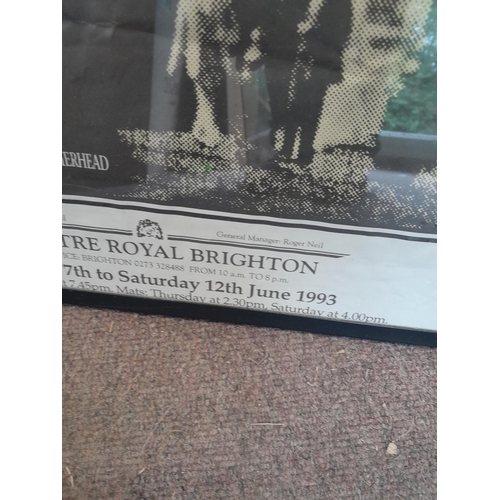 ERHEAD
General Manager: Roger Neil
TRE ROYAL BRIGHTON
ICE: BRIGHTON 0273 328488 FROM 10 a.m. TO 8 p.m.
7th to Saturday 12th June 1993
7.45pm. Mats: Thursday at 2.30pm, Saturday at 4.00pm.